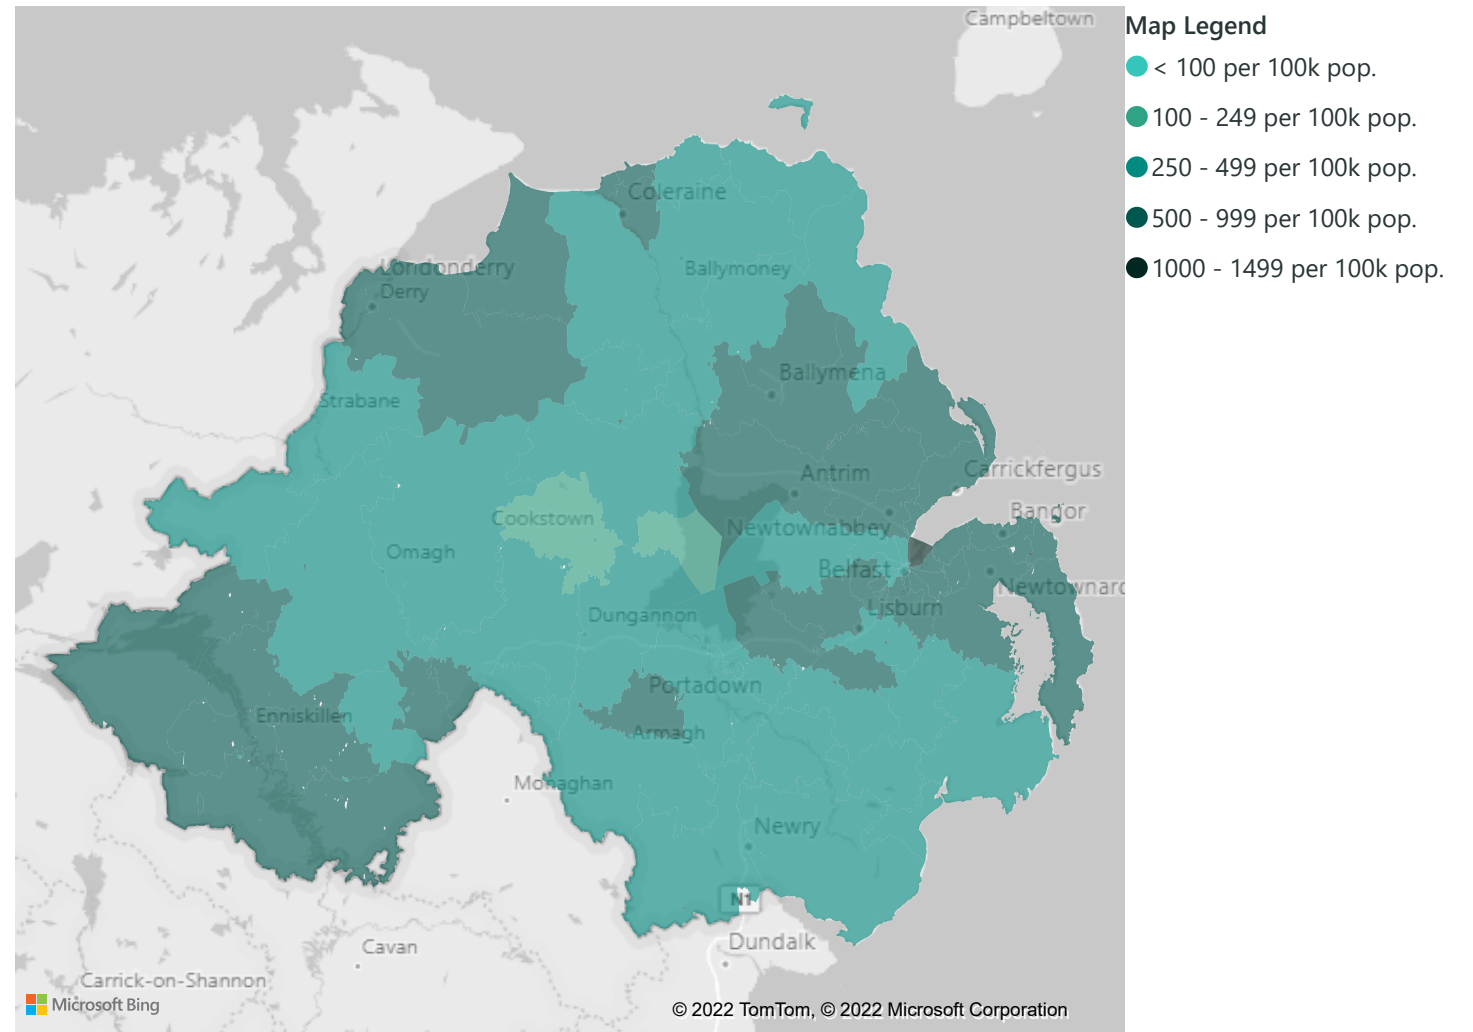 Campbeltown
Map Legend
< 100 per 100k pop.
100 - 249 per 100k pop.
250 - 499 per 100k pop.
500 - 999 per 100k pop.
1000 - 1499 per 100k pop.
Coleraine
Londonderry
Derry
Ballymoney
Ballymena
Strabane
Antrim
Carrickfergus
Bangor
Cookstown
Newtownabbey
Omagh
Belfast
Newtownarc
Dungannon
Lisburn
Portadown
Enniskillen
Armagh
Monaghan
Newry
N1
Cavan
Dundalk
Carrick-on-Shannon
Microsoft Bing
© 2022 TomTom, © 2022 Microsoft Corporation